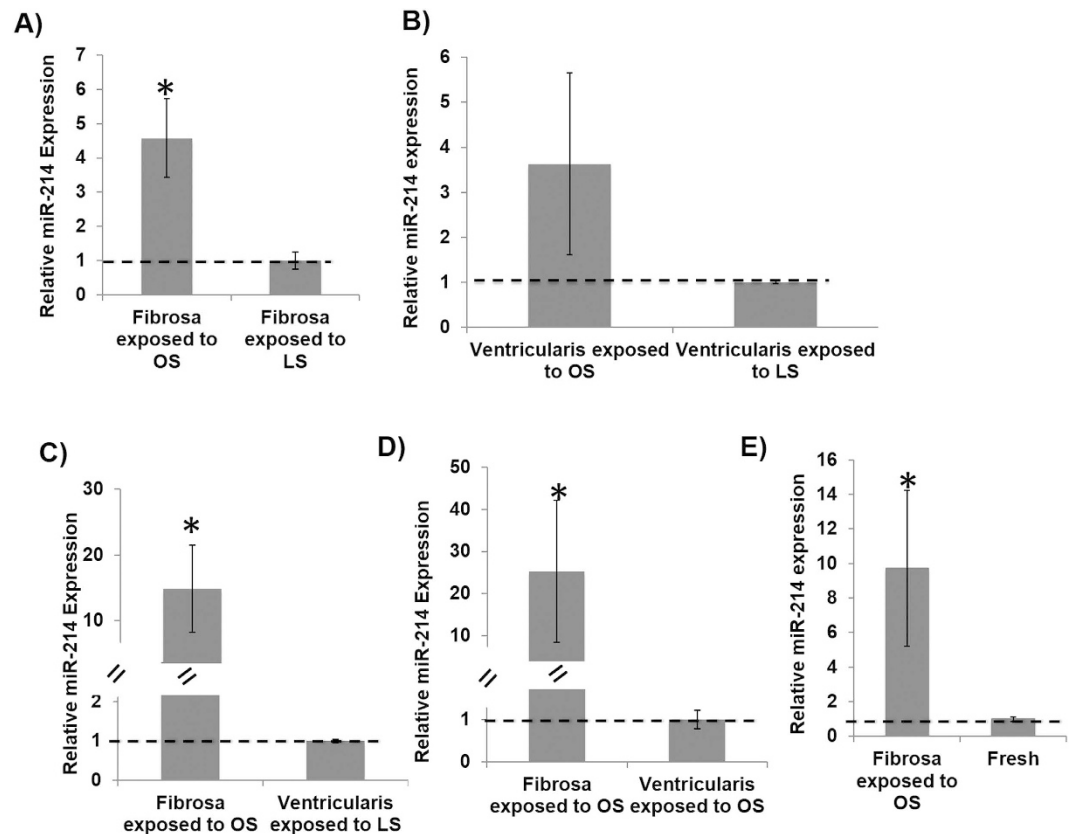 A)
Relative miR-214 Expression
7
6
5
4
3
2
1
0
*
Fibrosa
exposed to
OS
Fibrosa
exposed to
LS
B)
Relative miR-214 expression
6
5
4
3
2
1
0
Ventricularis exposed
to OS
Ventricularis exposed
to LS
C)
Relative miR-214 Expression
30
20
10
2
1
0
*
Fibrosa
exposed to OS
Ventricularis
exposed to LS
D)
Relative miR-214 Expression
50
40
30
20
10
1
0
*
Fibrosa
exposed to OS
Ventricularis
exposed to OS
E)
Relative miR-214 expression
16
14
12
10
8
6
4
2
0
*
Fibrosa
exposed to
OS
Fresh